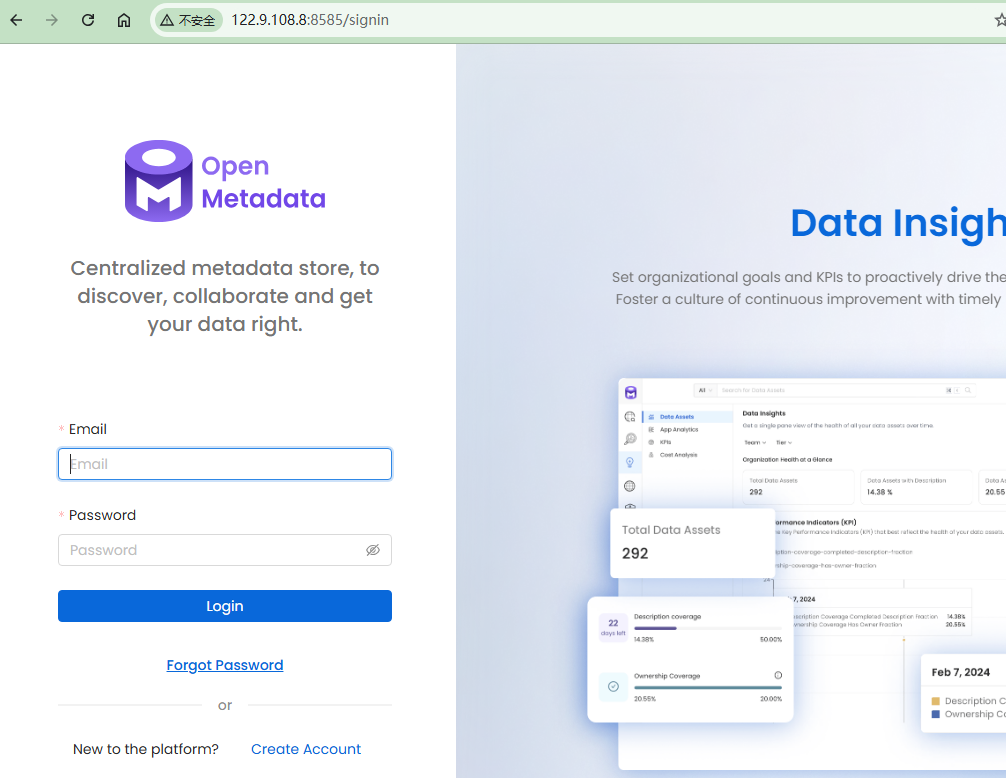 不安全
122.9.108.8:8585/signin
Open
Metadata
Centralized metadata store, to
discover, collaborate and get
your data right.
* Email
Email
* Password
Password
Login
Forgot Password
or
New to the platform? Create Account
Data Insigh
Set organizational goals and KPIs to proactively drive the
Foster a culture of continuous improvement with timely
All
Search for Data Assets
Data Assets
App Analytics
KPIs
Cost Analysis
Data Insights
Get a single pane view of the health of all your data assets over time.
Team
Tier
Organization Health at a Glance
Total Data Assets
292
Data Assets with Description
14.38 %
Data As
20.55
Total Data Assets
292
ormance Indicators (KPI)
Key Performance Indicators (KPI) that best reflect the health of your data assets.
iption-coverage-completed-description-fraction
rship-coverage-has-owner-fraction
7, 2024
Description Coverage Completed Description Fraction 14.38%
wnership Coverage Has Owner Fraction 20.55%
22
days left
Description coverage
14.38% 50.00%
Ownership Coverage
20.55% 20.00%
Feb 7, 2024
Description C
Ownership Co